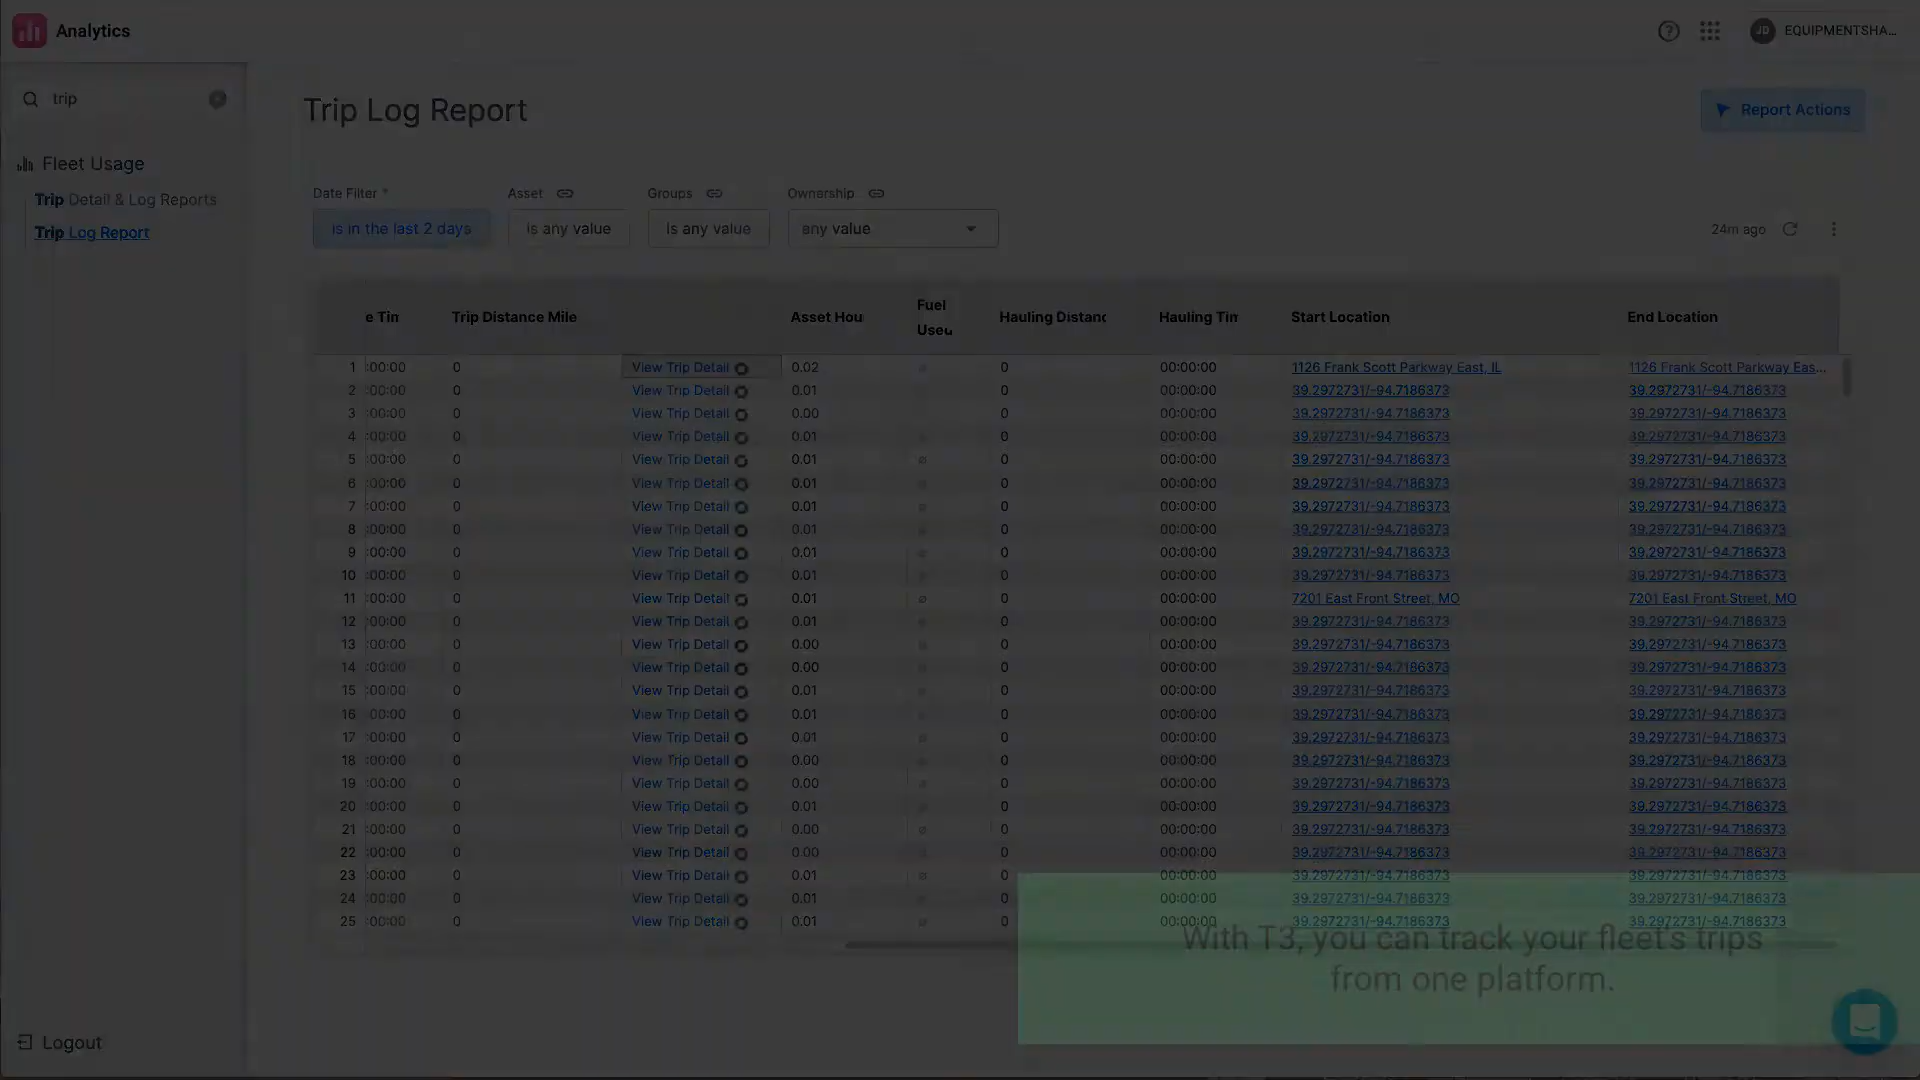 Analytics
JD EQUIPMENTSHA...
trip
Fleet Usage
Trip Detail & Log Reports
Trip Log Report
Logout
Trip Log Report
Report Actions
Date Filter * Asset Groups Ownership
is in the last 2 days is any value is any value any value
24m ago
e Tin Trip Distance Mile Asset Hou Fuel Used Hauling Distanc Hauling Tin Start Location End Location
1 :00:00 0 View Trip Detail 0.02 0 00:00:00 1126 Frank Scott Parkway East, IL 1126 Frank Scott Parkway Eas...
2 :00:00 0 View Trip Detail 0.01 0 00:00:00 39.2972731/-94.7186373 39.2972731/-94.7186373
3 :00:00 0 View Trip Detail 0.00 0 00:00:00 39.2972731/-94.7186373 39.2972731/-94.7186373
4 :00:00 0 View Trip Detail 0.01 0 00:00:00 39.2972731/-94.7186373 39.2972731/-94.7186373
5 :00:00 0 View Trip Detail 0.01 ø 0 00:00:00 39.2972731/-94.7186373 39.2972731/-94.7186373
6 :00:00 0 View Trip Detail 0.01 0 00:00:00 39.2972731/-94.7186373 39.2972731/-94.7186373
7 :00:00 0 View Trip Detail 0.01 0 00:00:00 39.2972731/-94.7186373 39.2972731/-94.7186373
8 :00:00 0 View Trip Detail 0.01 0 00:00:00 39.2972731/-94.7186373 39.2972731/-94.7186373
9 :00:00 0 View Trip Detail 0.01 0 00:00:00 39.2972731/-94.7186373 39.2972731/-94.7186373
10 :00:00 0 View Trip Detail 0.01 0 00:00:00 39.2972731/-94.7186373 39.2972731/-94.7186373
11 :00:00 0 View Trip Detail 0.01 ø 0 00:00:00 7201 East Front Street, MO 7201 East Front Street, MO
12 :00:00 0 View Trip Detail 0.01 0 00:00:00 39.2972731/-94.7186373 39.2972731/-94.7186373
13 :00:00 0 View Trip Detail 0.00 0 00:00:00 39.2972731/-94.7186373 39.2972731/-94.7186373
14 :00:00 0 View Trip Detail 0.00 0 00:00:00 39.2972731/-94.7186373 39.2972731/-94.7186373
15 :00:00 0 View Trip Detail 0.01 0 00:00:00 39.2972731/-94.7186373 39.2972731/-94.7186373
16 :00:00 0 View Trip Detail 0.01 0 00:00:00 39.2972731/-94.7186373 39.2972731/-94.7186373
17 :00:00 0 View Trip Detail 0.01 0 00:00:00 39.2972731/-94.7186373 39.2972731/-94.7186373
18 :00:00 0 View Trip Detail 0.00 0 00:00:00 39.2972731/-94.7186373 39.2972731/-94.7186373
19 :00:00 0 View Trip Detail 0.00 0 00:00:00 39.2972731/-94.7186373 39.2972731/-94.7186373
20 :00:00 0 View Trip Detail 0.01 0 00:00:00 39.2972731/-94.7186373 39.2972731/-94.7186373
21 :00:00 0 View Trip Detail 0.00 ø 0 00:00:00 39.2972731/-94.7186373 39.2972731/-94.7186373
22 :00:00 0 View Trip Detail 0.00 0 00:00:00 39.2972731/-94.7186373 39.2972731/-94.7186373
23 :00:00 0 View Trip Detail 0.01 ø 0 00:00:00 39.2972731/-94.7186373 39.2972731/-94.7186373
24 :00:00 0 View Trip Detail 0.01 0 00:00:00 39.2972731/-94.7186373 39.2972731/-94.7186373
25 :00:00 0 View Trip Detail 0.01 0 00:00:00 39.2972731/-94.7186373 39.2972731/-94.7186373
With T3, you can track your fleet's trips
from one platform.